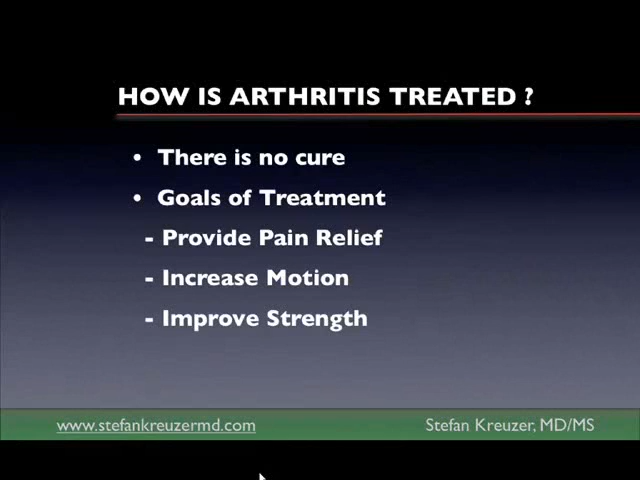 HOW IS ARTHRITIS TREATED ?
• There is no cure
• Goals of Treatment
- Provide Pain Relief
- Increase Motion
- Improve Strength
www.stefankreuzermd.com
Stefan Kreuzer, MD/MS